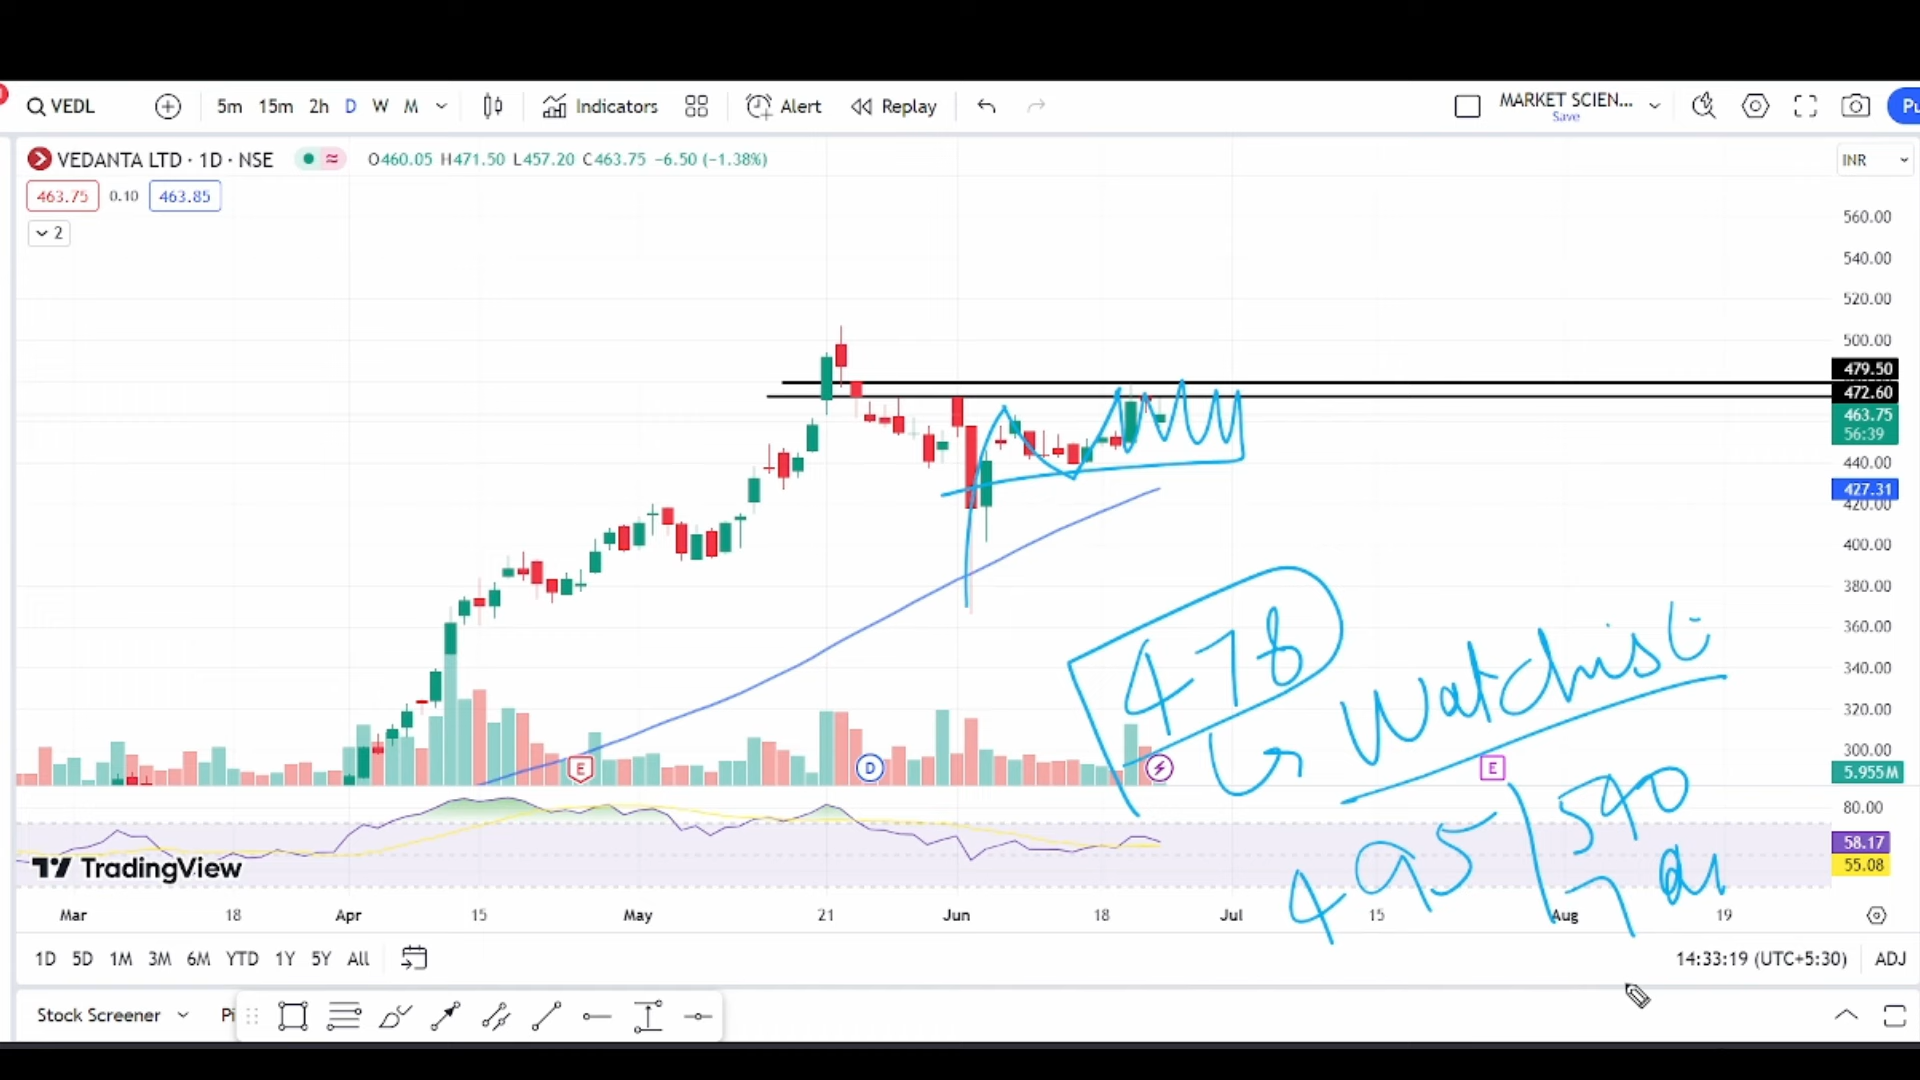 VEDL 5m 15m 2h D W M Indicators Alert Replay MARKET SCIEN... Pu
Save
VEDANTA LTD · 1D · NSE O460.05 H471.50 L457.20 C463.75 −6.50 (−1.38%) INR
463.75 0.10 463.85
2
560.00
540.00
520.00
500.00
479.50
472.60
463.75
56:39
440.00
427.31
420.00
400.00
380.00
360.00
340.00
320.00
300.00
5.955M
478
Watchlist
E D E
495/540
80.00
58.17
55.08
TradingView
Mar 18 Apr 15 May 21 Jun 18 Jul 15 Aug 19
1D 5D 1M 3M 6M YTD 1Y 5Y All 14:33:19 (UTC+5:30) ADJ
Stock Screener Pi